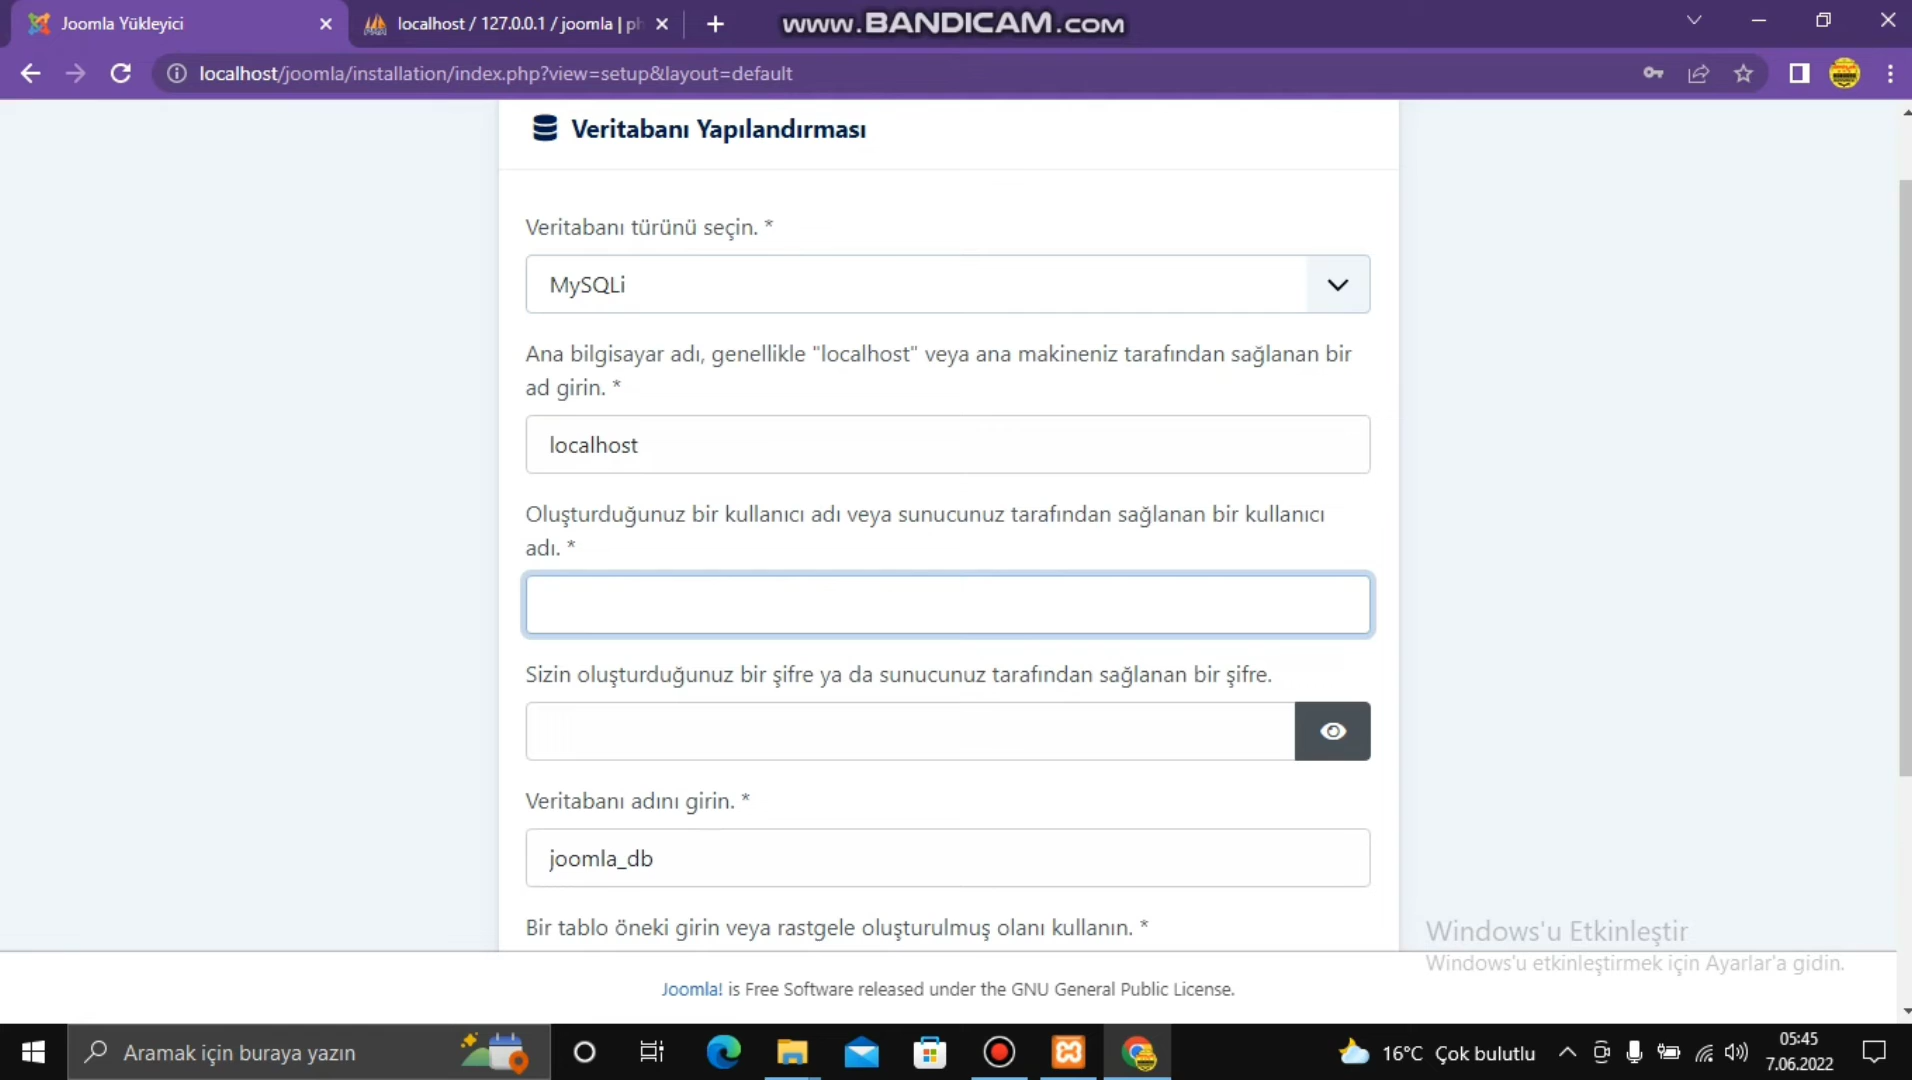 Joomla Yükleyici
localhost / 127.0.0.1 / joomla | ph
www.BANDICAM.com
localhost/joomla/installation/index.php?view=setup&layout=default
Veritabanı Yapılandırması
Veritabanı türünü seçin. *
MySQLi
Ana bilgisayar adı, genellikle "localhost" veya ana makineniz tarafından sağlanan bir
ad girin. *
localhost
Oluşturduğunuz bir kullanıcı adı veya sunucunuz tarafından sağlanan bir kullanıcı
adı. *
Sizin oluşturduğunuz bir şifre ya da sunucunuz tarafından sağlanan bir şifre.
Veritabanı adını girin. *
joomla_db
Bir tablo öneki girin veya rastgele oluşturulmuş olanı kullanın. *
Windows'u Etkinleştir
Windows'u etkinleştirmek için Ayarlar'a gidin.
Joomla! is Free Software released under the GNU General Public License.
Aramak için buraya yazın
16°C Çok bulutlu
05:45
7.06.2022